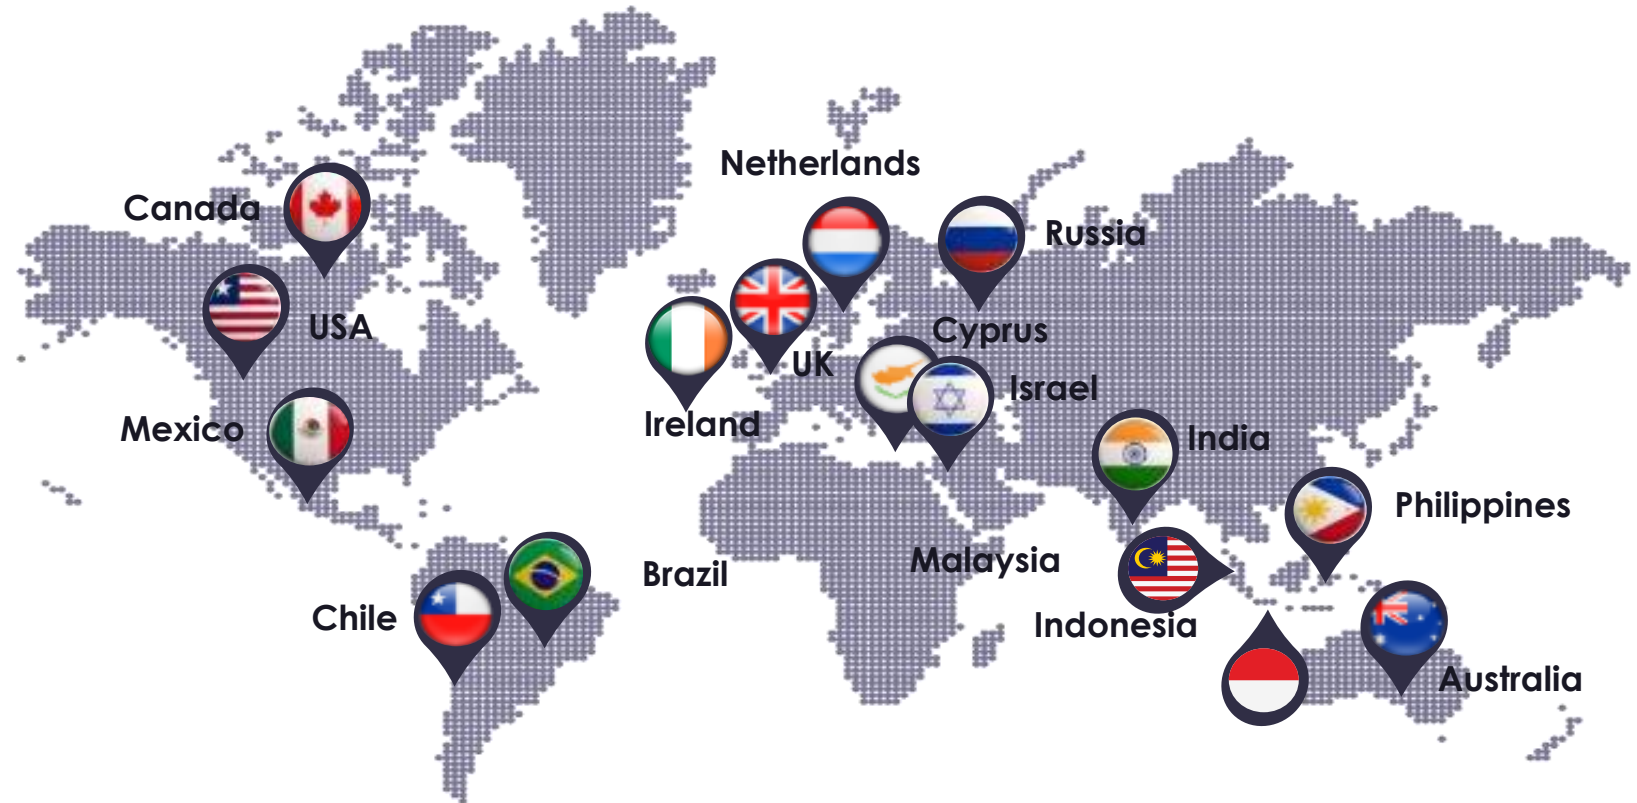 Netherlands
Canada
Russia
USA
Cyprus
UK
Israel
Ireland
Mexico
India
Philippines
Malaysia
Brazil
Chile
Indonesia
Australia